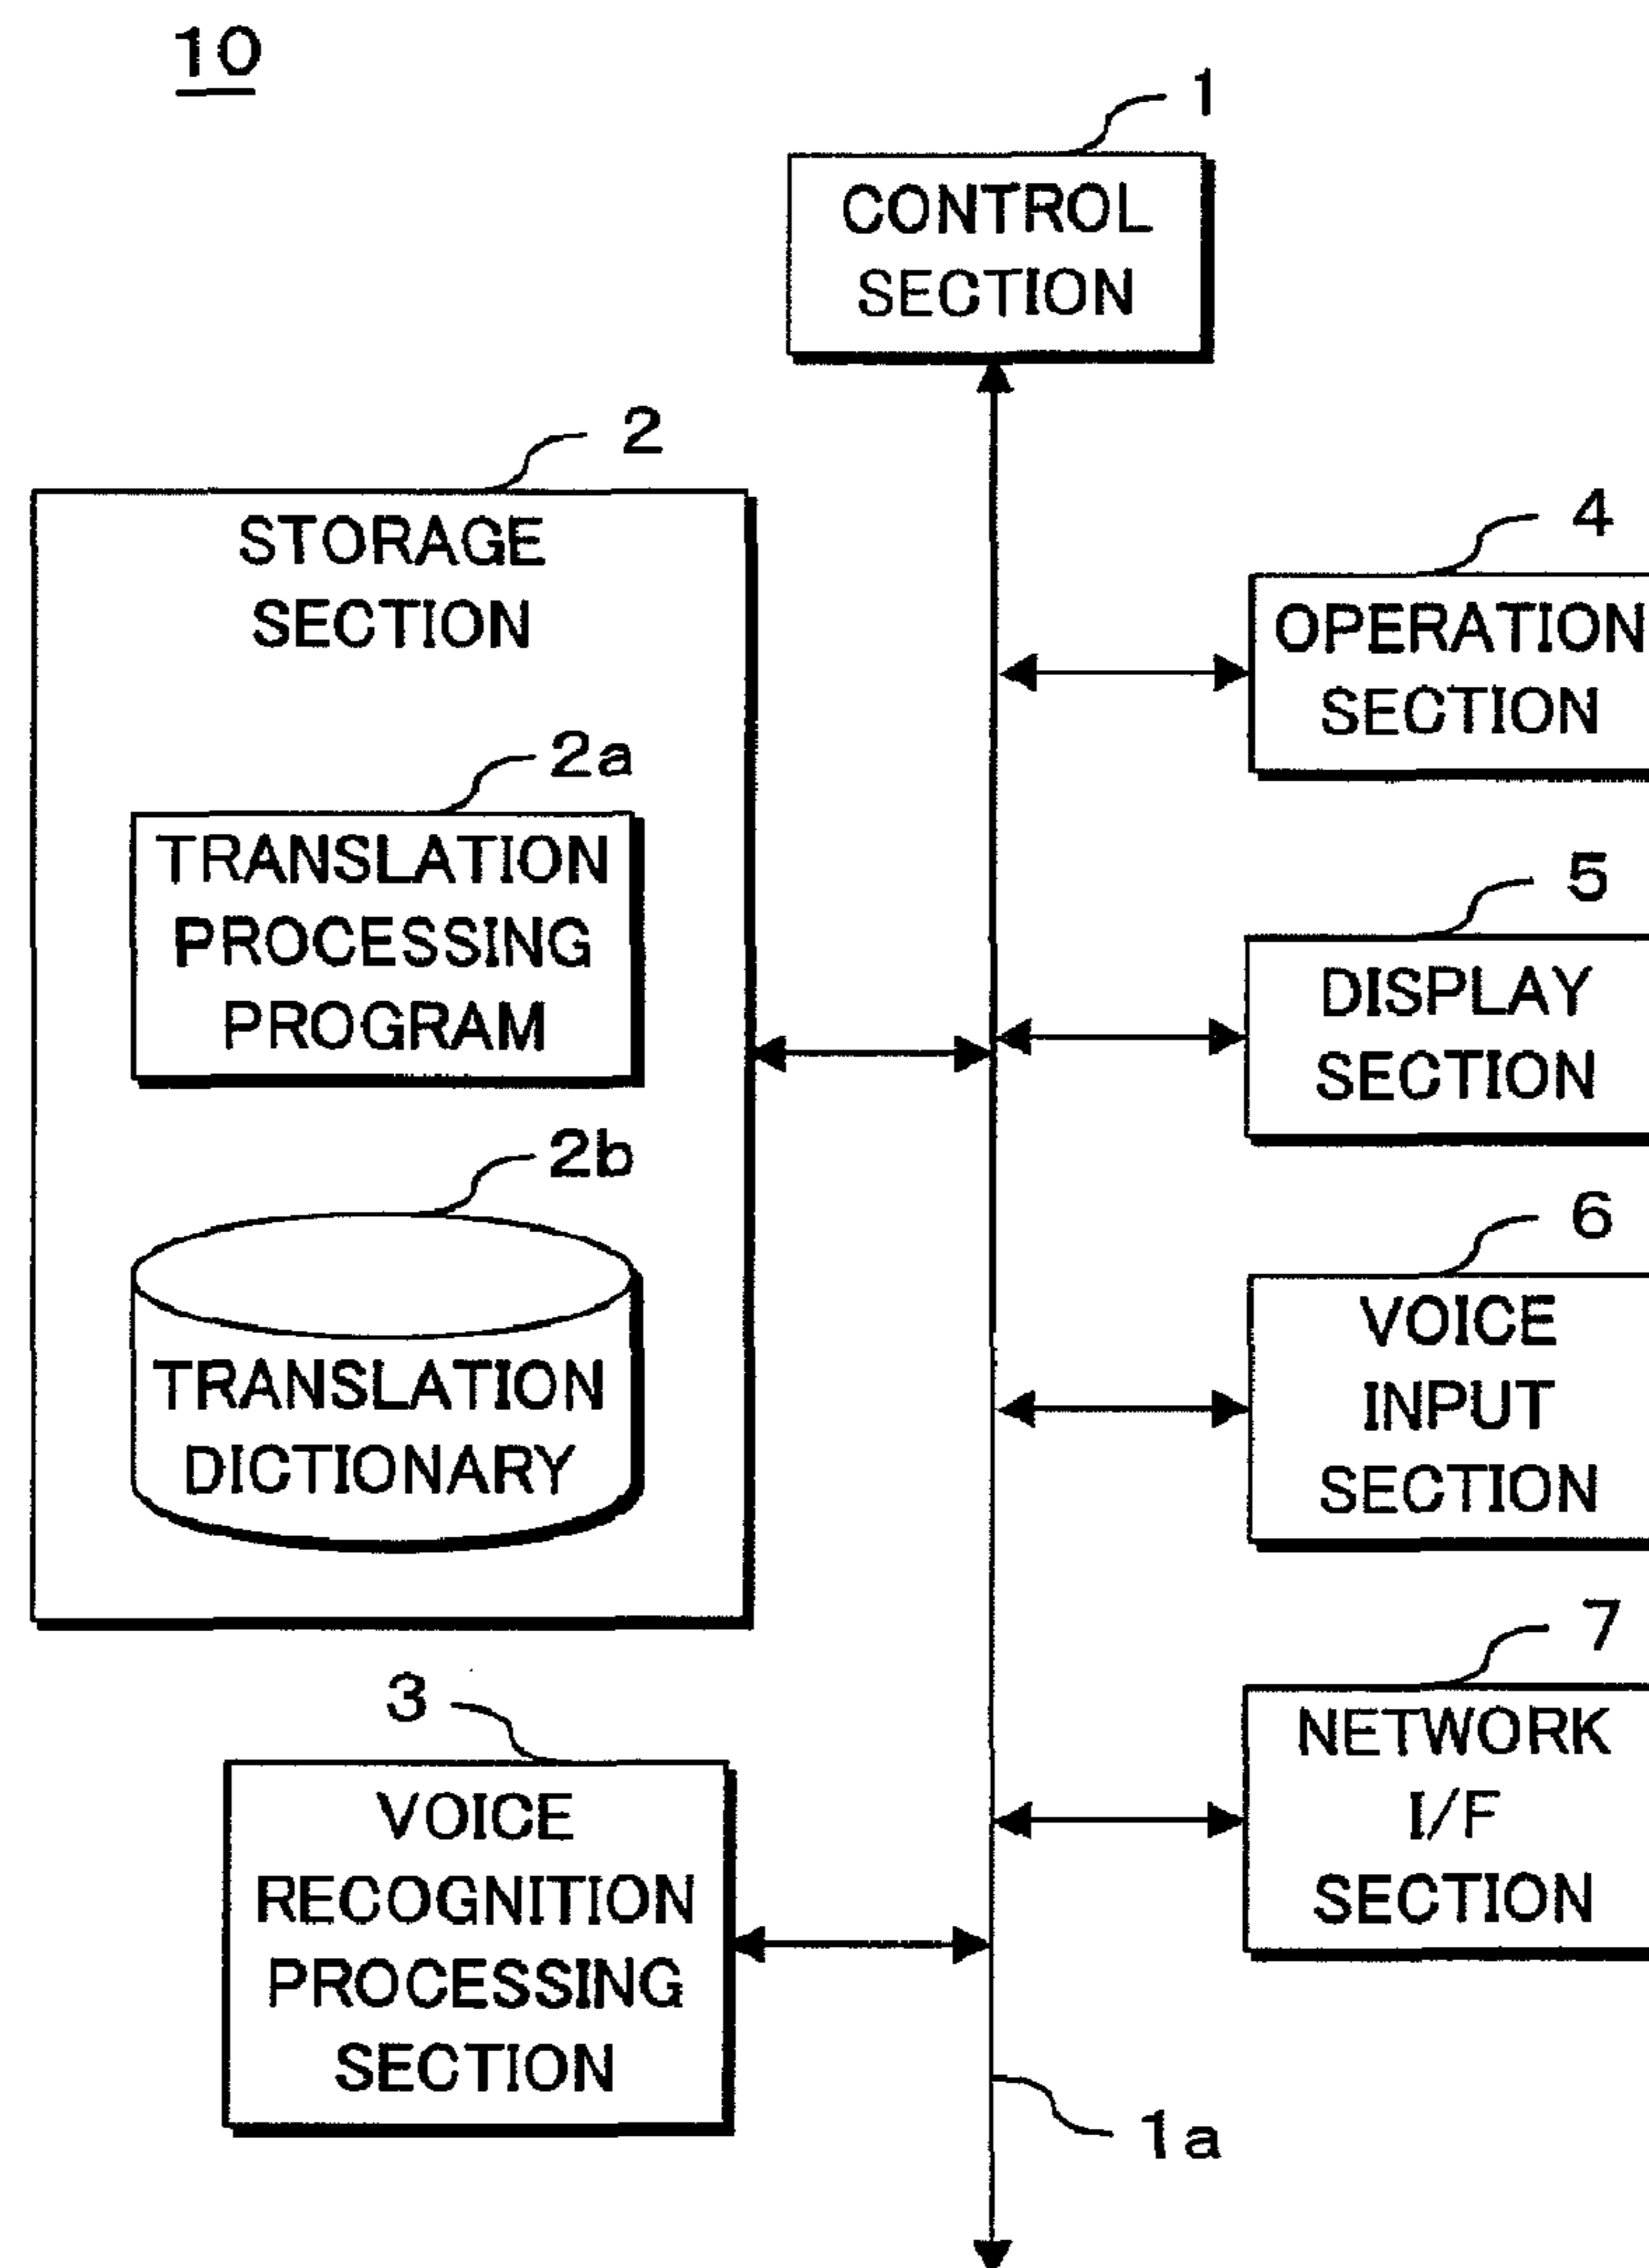 10
1
CONTROL
SECTION
2
STORAGE
SECTION
2a
TRANSLATION
PROCESSING
PROGRAM
2b
TRANSLATION
DICTIONARY
3
VOICE
RECOGNITION
PROCESSING
SECTION
4
OPERATION
SECTION
5
DISPLAY
SECTION
6
VOICE
INPUT
SECTION
7
NETWORK
I/F
SECTION
1a